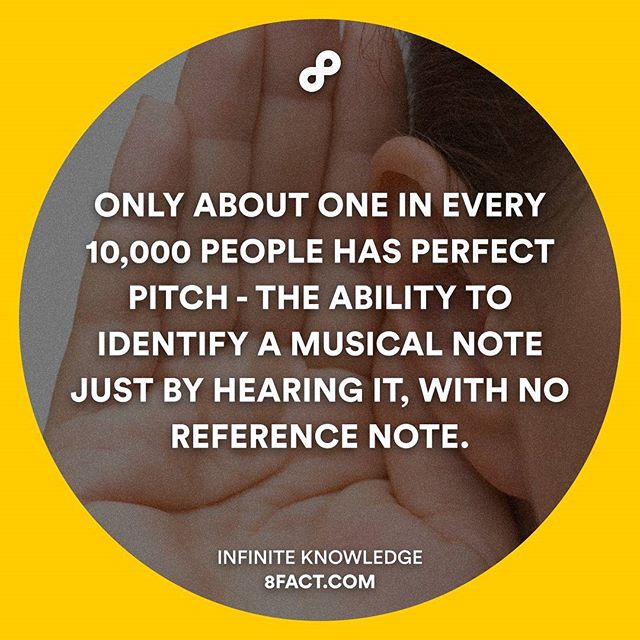 ONLY ABOUT ONE IN EVERY
10,000 PEOPLE HAS PERFECT
PITCH - THE ABILITY TO
IDENTIFY A MUSICAL NOTE
JUST BY HEARING IT, WITH NO
REFERENCE NOTE.
INFINITE KNOWLEDGE
8FACT.COM